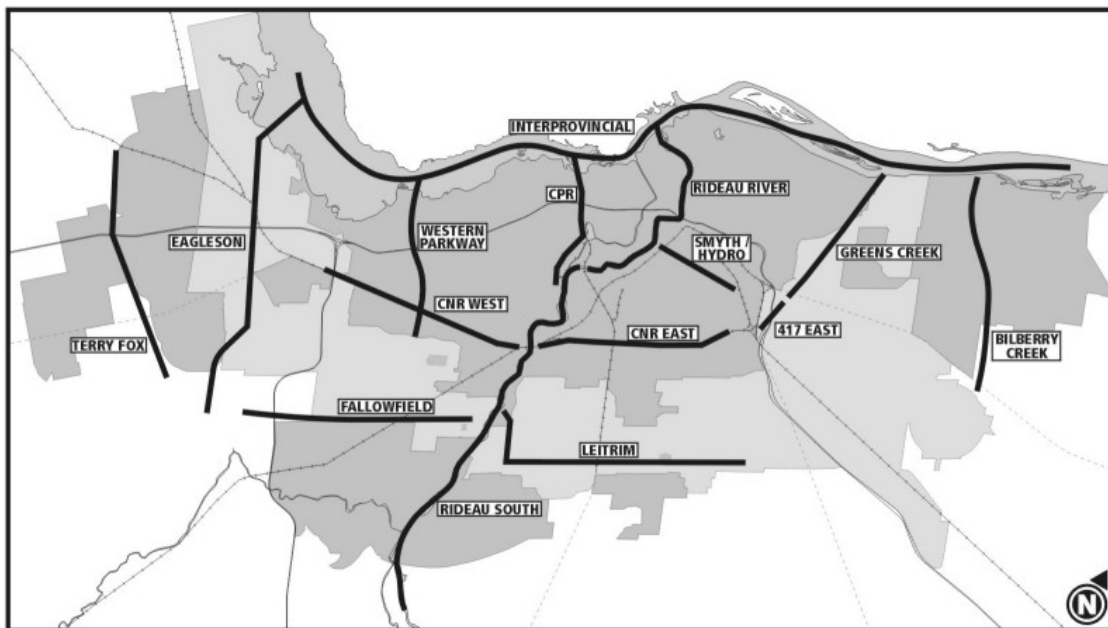 INTERPROVINCIAL
CPR
RIDEAU RIVER
WESTERN
PARKWAY
EAGLESON
SMYTH /
HYDRO
GREENS CREEK
CNR WEST
CNR EAST
417 EAST
TERRY FOX
BILBERRY
CREEK
FALLOWFIELD
LEITRIM
RIDEAU SOUTH
N